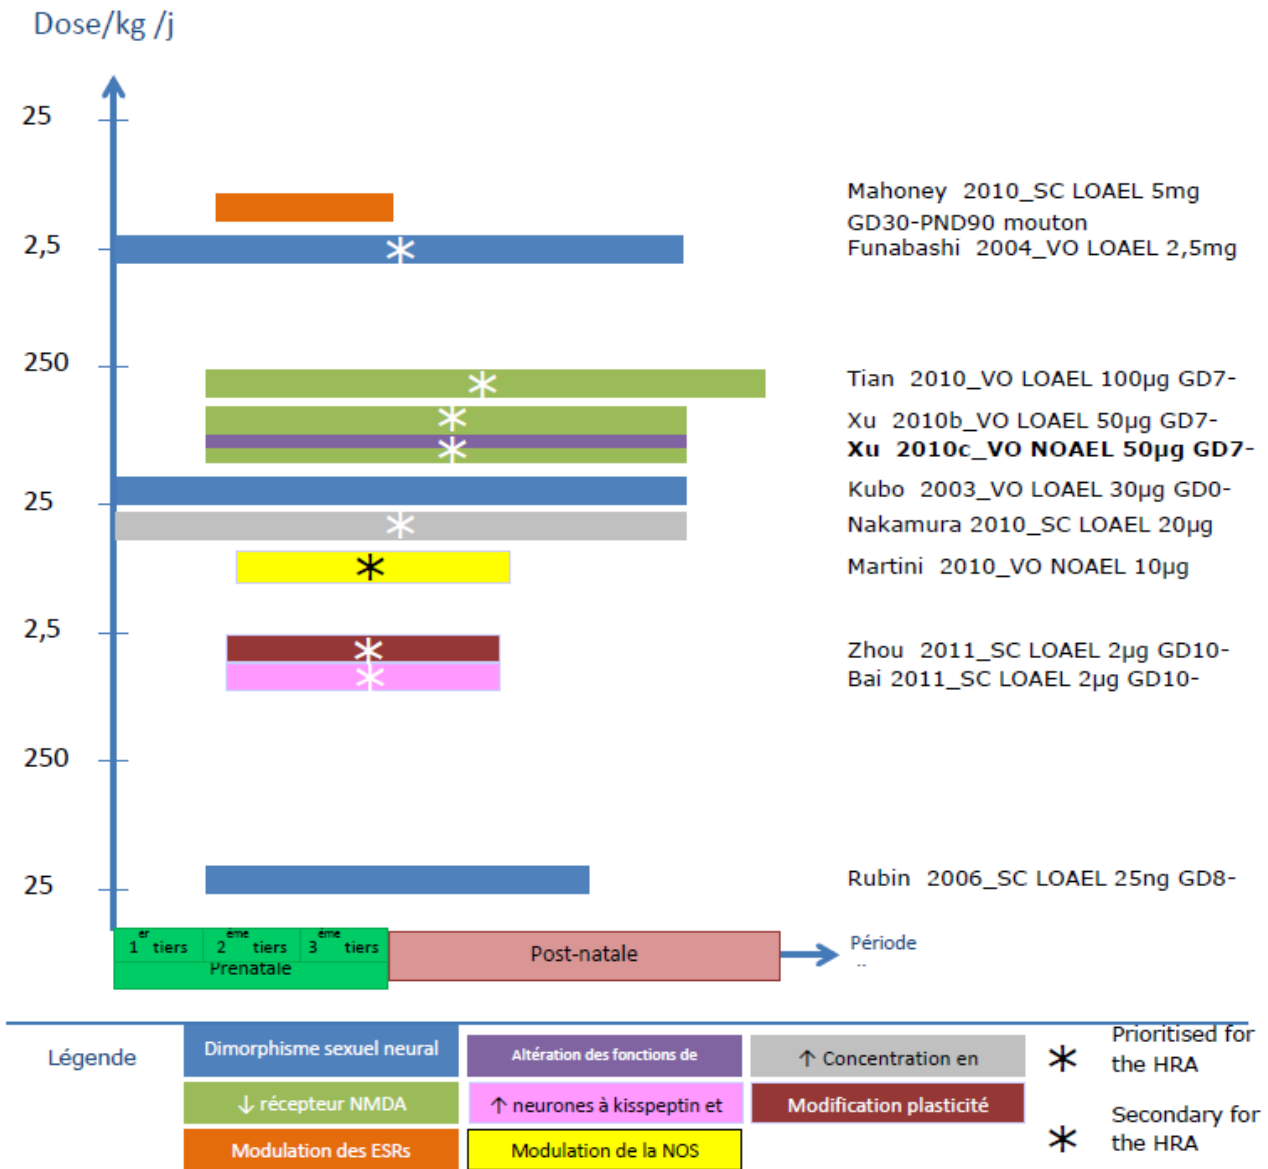 Dose/kg /j
25
Mahoney 2010_SC LOAEL 5mg
GD30-PND90 mouton
2,5
Funabashi 2004_VO LOAEL 2,5mg
250
Tian 2010_VO LOAEL 100µg GD7-
Xu 2010b_VO LOAEL 50µg GD7-
Xu 2010c_VO NOAEL 50µg GD7-
Kubo 2003_VO LOAEL 30µg GD0-
25
Nakamura 2010_SC LOAEL 20µg
Martini 2010_VO NOAEL 10µg
2,5
Zhou 2011_SC LOAEL 2µg GD10-
Bai 2011_SC LOAEL 2µg GD10-
250
25
Rubin 2006_SC LOAEL 25ng GD8-
1er tiers
2ème tiers
3ème tiers
Prénatale
Post-natale
Période
Légende
Dimorphisme sexuel neural
Altération des fonctions de
↑ Concentration en
Prioritised for
the HRA
↓ récepteur NMDA
↑ neurones à kisspeptin et
Modification plasticité
Modulation des ESRs
Modulation de la NOS
Secondary for
the HRA